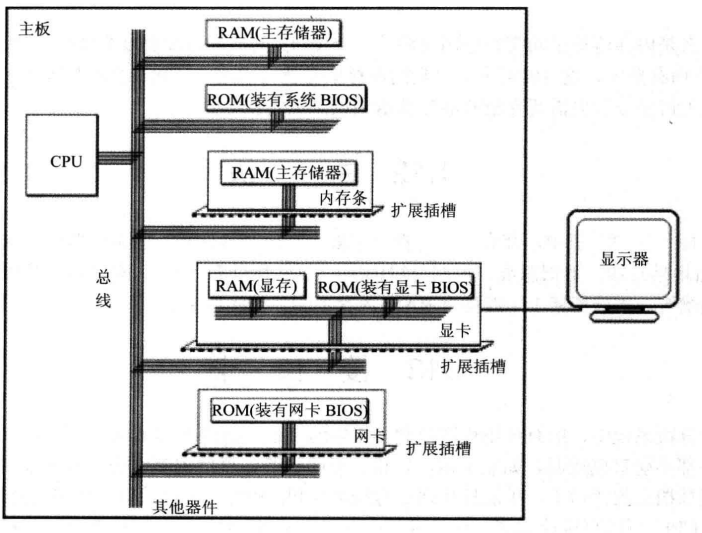 主板
RAM(主存储器)
ROM(装有系统 BIOS)
CPU
RAM(主存储器)
内存条
扩展插槽
总
线
RAM(显存)
ROM(装有显卡 BIOS)
显卡
扩展插槽
显示器
ROM(装有网卡 BIOS)
网卡
扩展插槽
其他器件